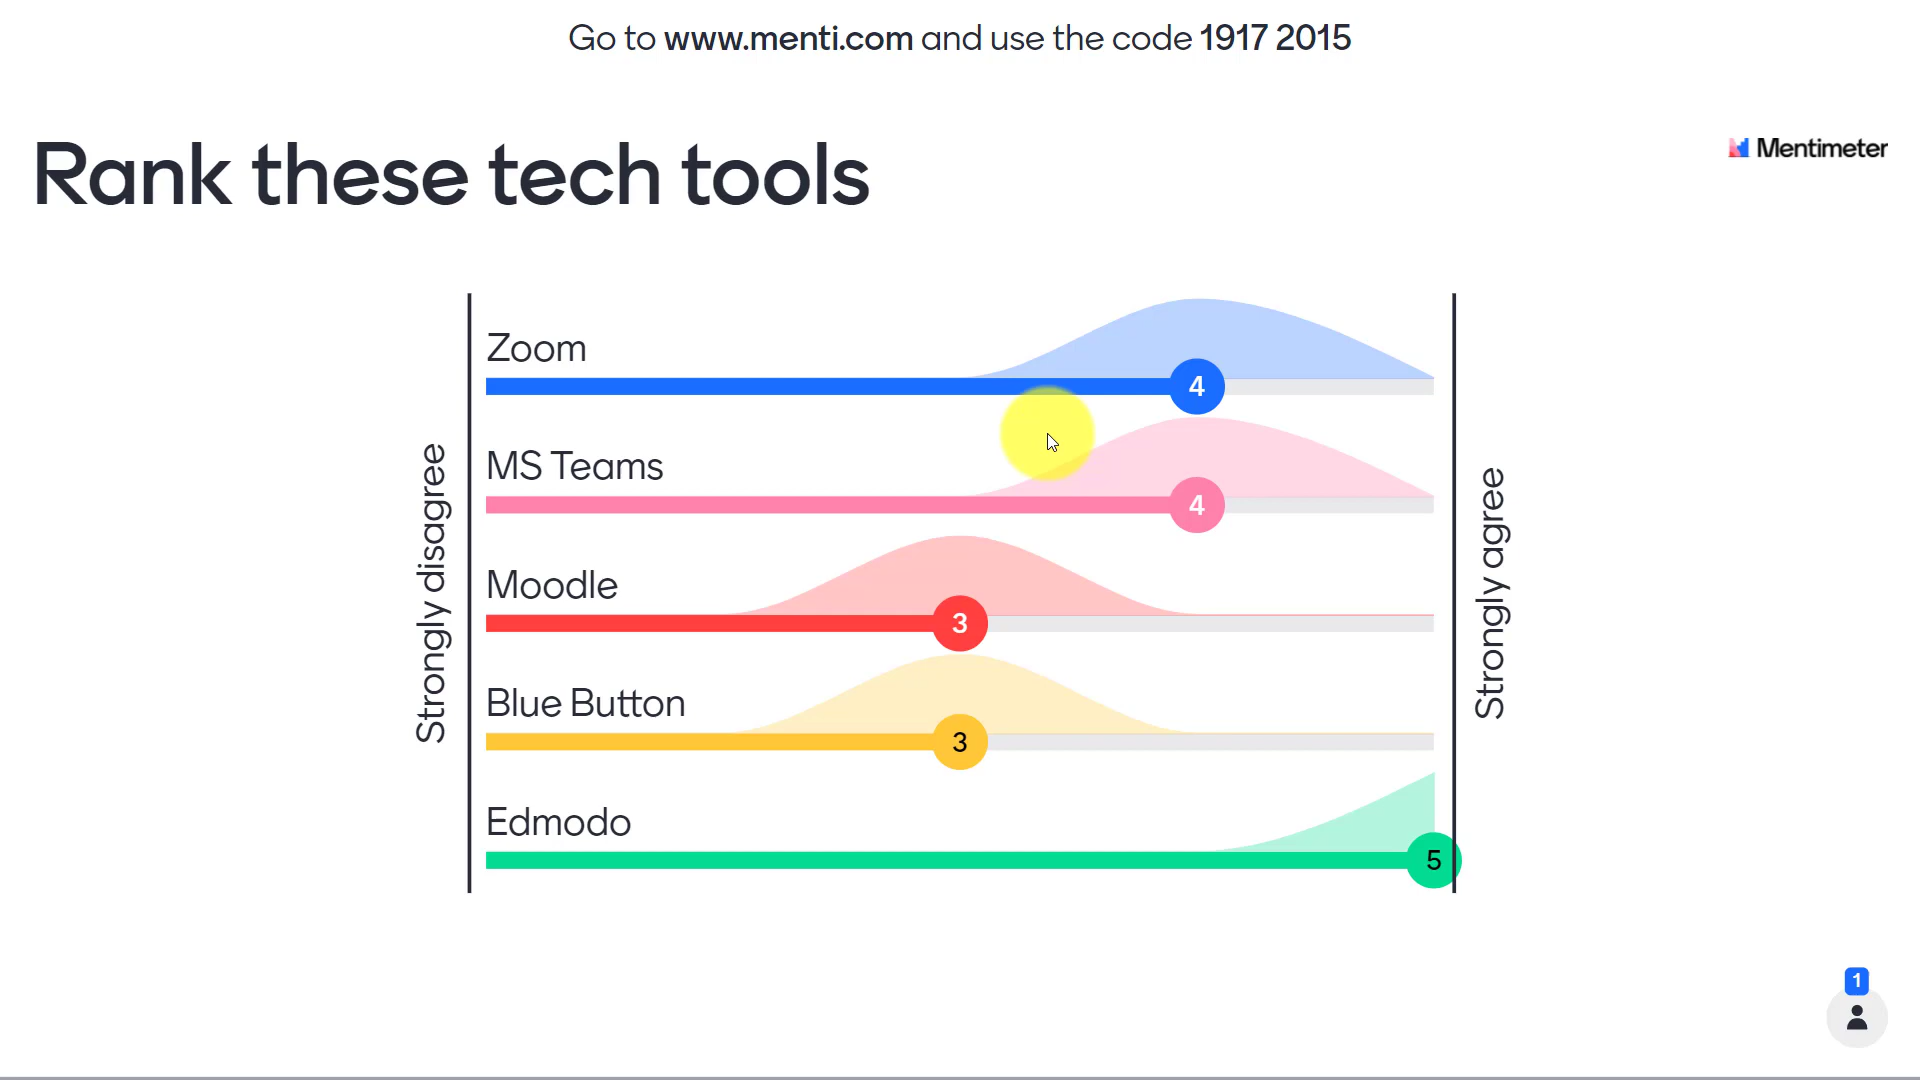 Go to www.menti.com and use the code 1917 2015
Rank these tech tools
Mentimeter
Strongly disagree
Zoom
4
MS Teams
4
Moodle
3
Blue Button
3
Edmodo
5
Strongly agree
1